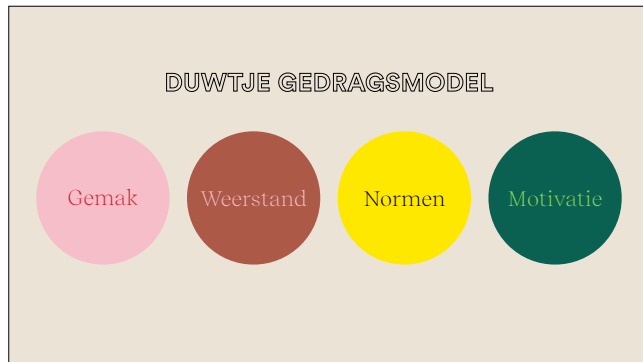 DUWTJE GEDRAGSMODEL
Gemak
Weerstand
Normen
Motivatie